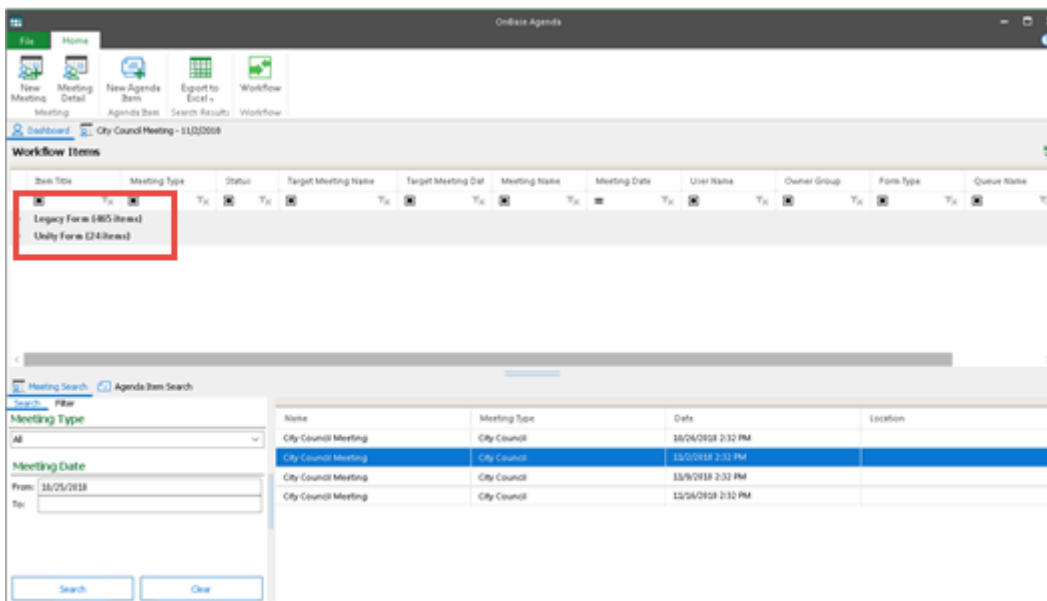 OnBase Agenda
File Home
New Meeting Meeting Detail New Agenda Item Export to Excel Workflow
Meeting Agenda Item Search Results Workflow
Dashboard City Council Meeting - 11/2/2018
Workflow Items
Item Title Meeting Type Status Target Meeting Name Target Meeting Dat Meeting Name Meeting Date User Name Owner Group Form Type Queue Name
Legacy Form (465 items)
Unity Form (24 items)
Meeting Search Agenda Item Search
Search Filter
Meeting Type
All
Meeting Date
From: 10/25/2018
To:
Search Clear
Name Meeting Type Date Location
City Council Meeting City Council 10/26/2018 2:32 PM
City Council Meeting City Council 11/2/2018 2:32 PM
City Council Meeting City Council 11/9/2018 2:32 PM
City Council Meeting City Council 11/16/2018 2:32 PM